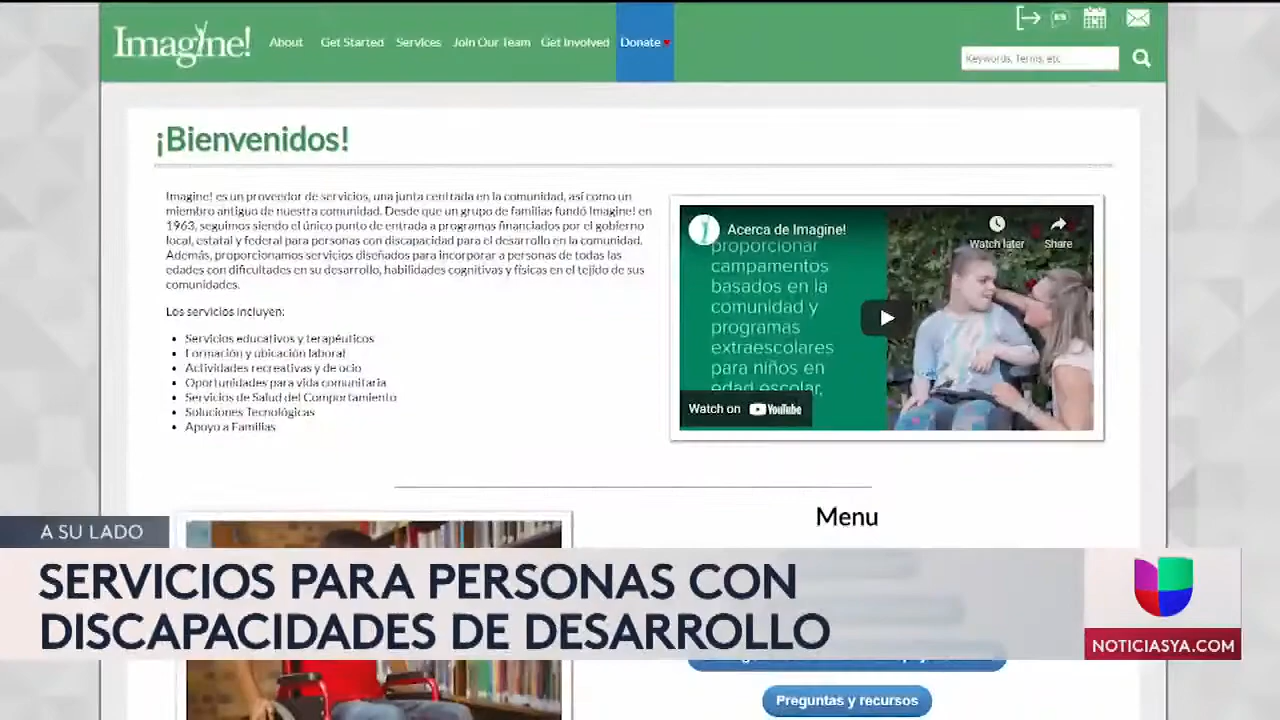 Imagine!
About Get Started Services Join Our Team Get Involved Donate
Keywords, Terms, etc
¡Bienvenidos!
Imagine! es un proveedor de servicios, una junta centrada en la comunidad, así como un
miembro antiguo de nuestra comunidad. Desde que un grupo de familias fundó Imagine! en
1963, seguimos siendo el único punto de entrada a programas financiados por el gobierno
local, estatal y federal para personas con discapacidad para el desarrollo en la comunidad.
Además, proporcionamos servicios diseñados para incorporar a personas de todas las
edades con dificultades en su desarrollo, habilidades cognitivas y físicas en el tejido de sus
comunidades.
Los servicios incluyen:
Servicios educativos y terapéuticos
Formación y ubicación laboral
Actividades recreativas y de ocio
Oportunidades para vida comunitaria
Servicios de Salud del Comportamiento
Soluciones Tecnológicas
Apoyo a Familias
Acerca de Imagine!
Watch later Share
proporcionar
campamentos
basados en la
comunidad y
programas
extraescolares
para niños en
edad escolar,
Watch on YouTube
Menu
Preguntas y recursos
A SU LADO
SERVICIOS PARA PERSONAS CON
DISCAPACIDADES DE DESARROLLO
NOTICIASYA.COM